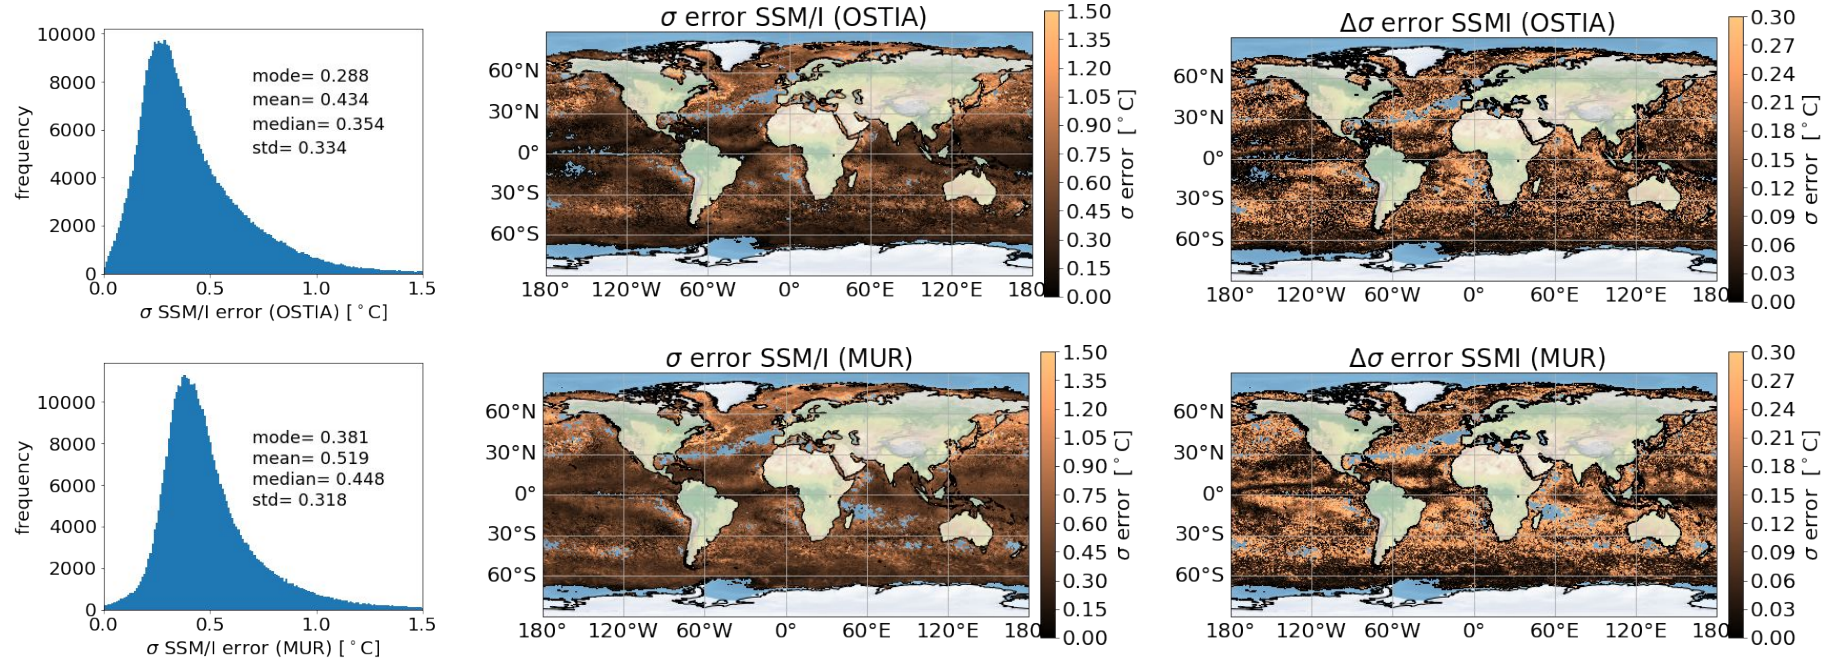 10000
8000
6000
4000
2000
0
frequency
mode= 0.288
mean= 0.434
median= 0.354
std= 0.334
0.0 0.5 1.0 1.5
σ SSM/I error (OSTIA) [°C]
σ error SSM/I (OSTIA)
60°N
30°N
0°
30°S
60°S
180° 120°W 60°W 0° 60°E 120°E 180
1.50
1.35
1.20
1.05
0.90
0.75
0.60
0.45
0.30
0.15
0.00
σ error [°C]
Δσ error SSMI (OSTIA)
60°N
30°N
0°
30°S
60°S
180° 120°W 60°W 0° 60°E 120°E 180
0.30
0.27
0.24
0.21
0.18
0.15
0.12
0.09
0.06
0.03
0.00
σ error [°C]
10000
8000
6000
4000
2000
0
frequency
mode= 0.381
mean= 0.519
median= 0.448
std= 0.318
0.0 0.5 1.0 1.5
σ SSM/I error (MUR) [°C]
σ error SSM/I (MUR)
60°N
30°N
0°
30°S
60°S
180° 120°W 60°W 0° 60°E 120°E 180
1.50
1.35
1.20
1.05
0.90
0.75
0.60
0.45
0.30
0.15
0.00
σ error [°C]
Δσ error SSMI (MUR)
60°N
30°N
0°
30°S
60°S
180° 120°W 60°W 0° 60°E 120°E 180
0.30
0.27
0.24
0.21
0.18
0.15
0.12
0.09
0.06
0.03
0.00
σ error [°C]